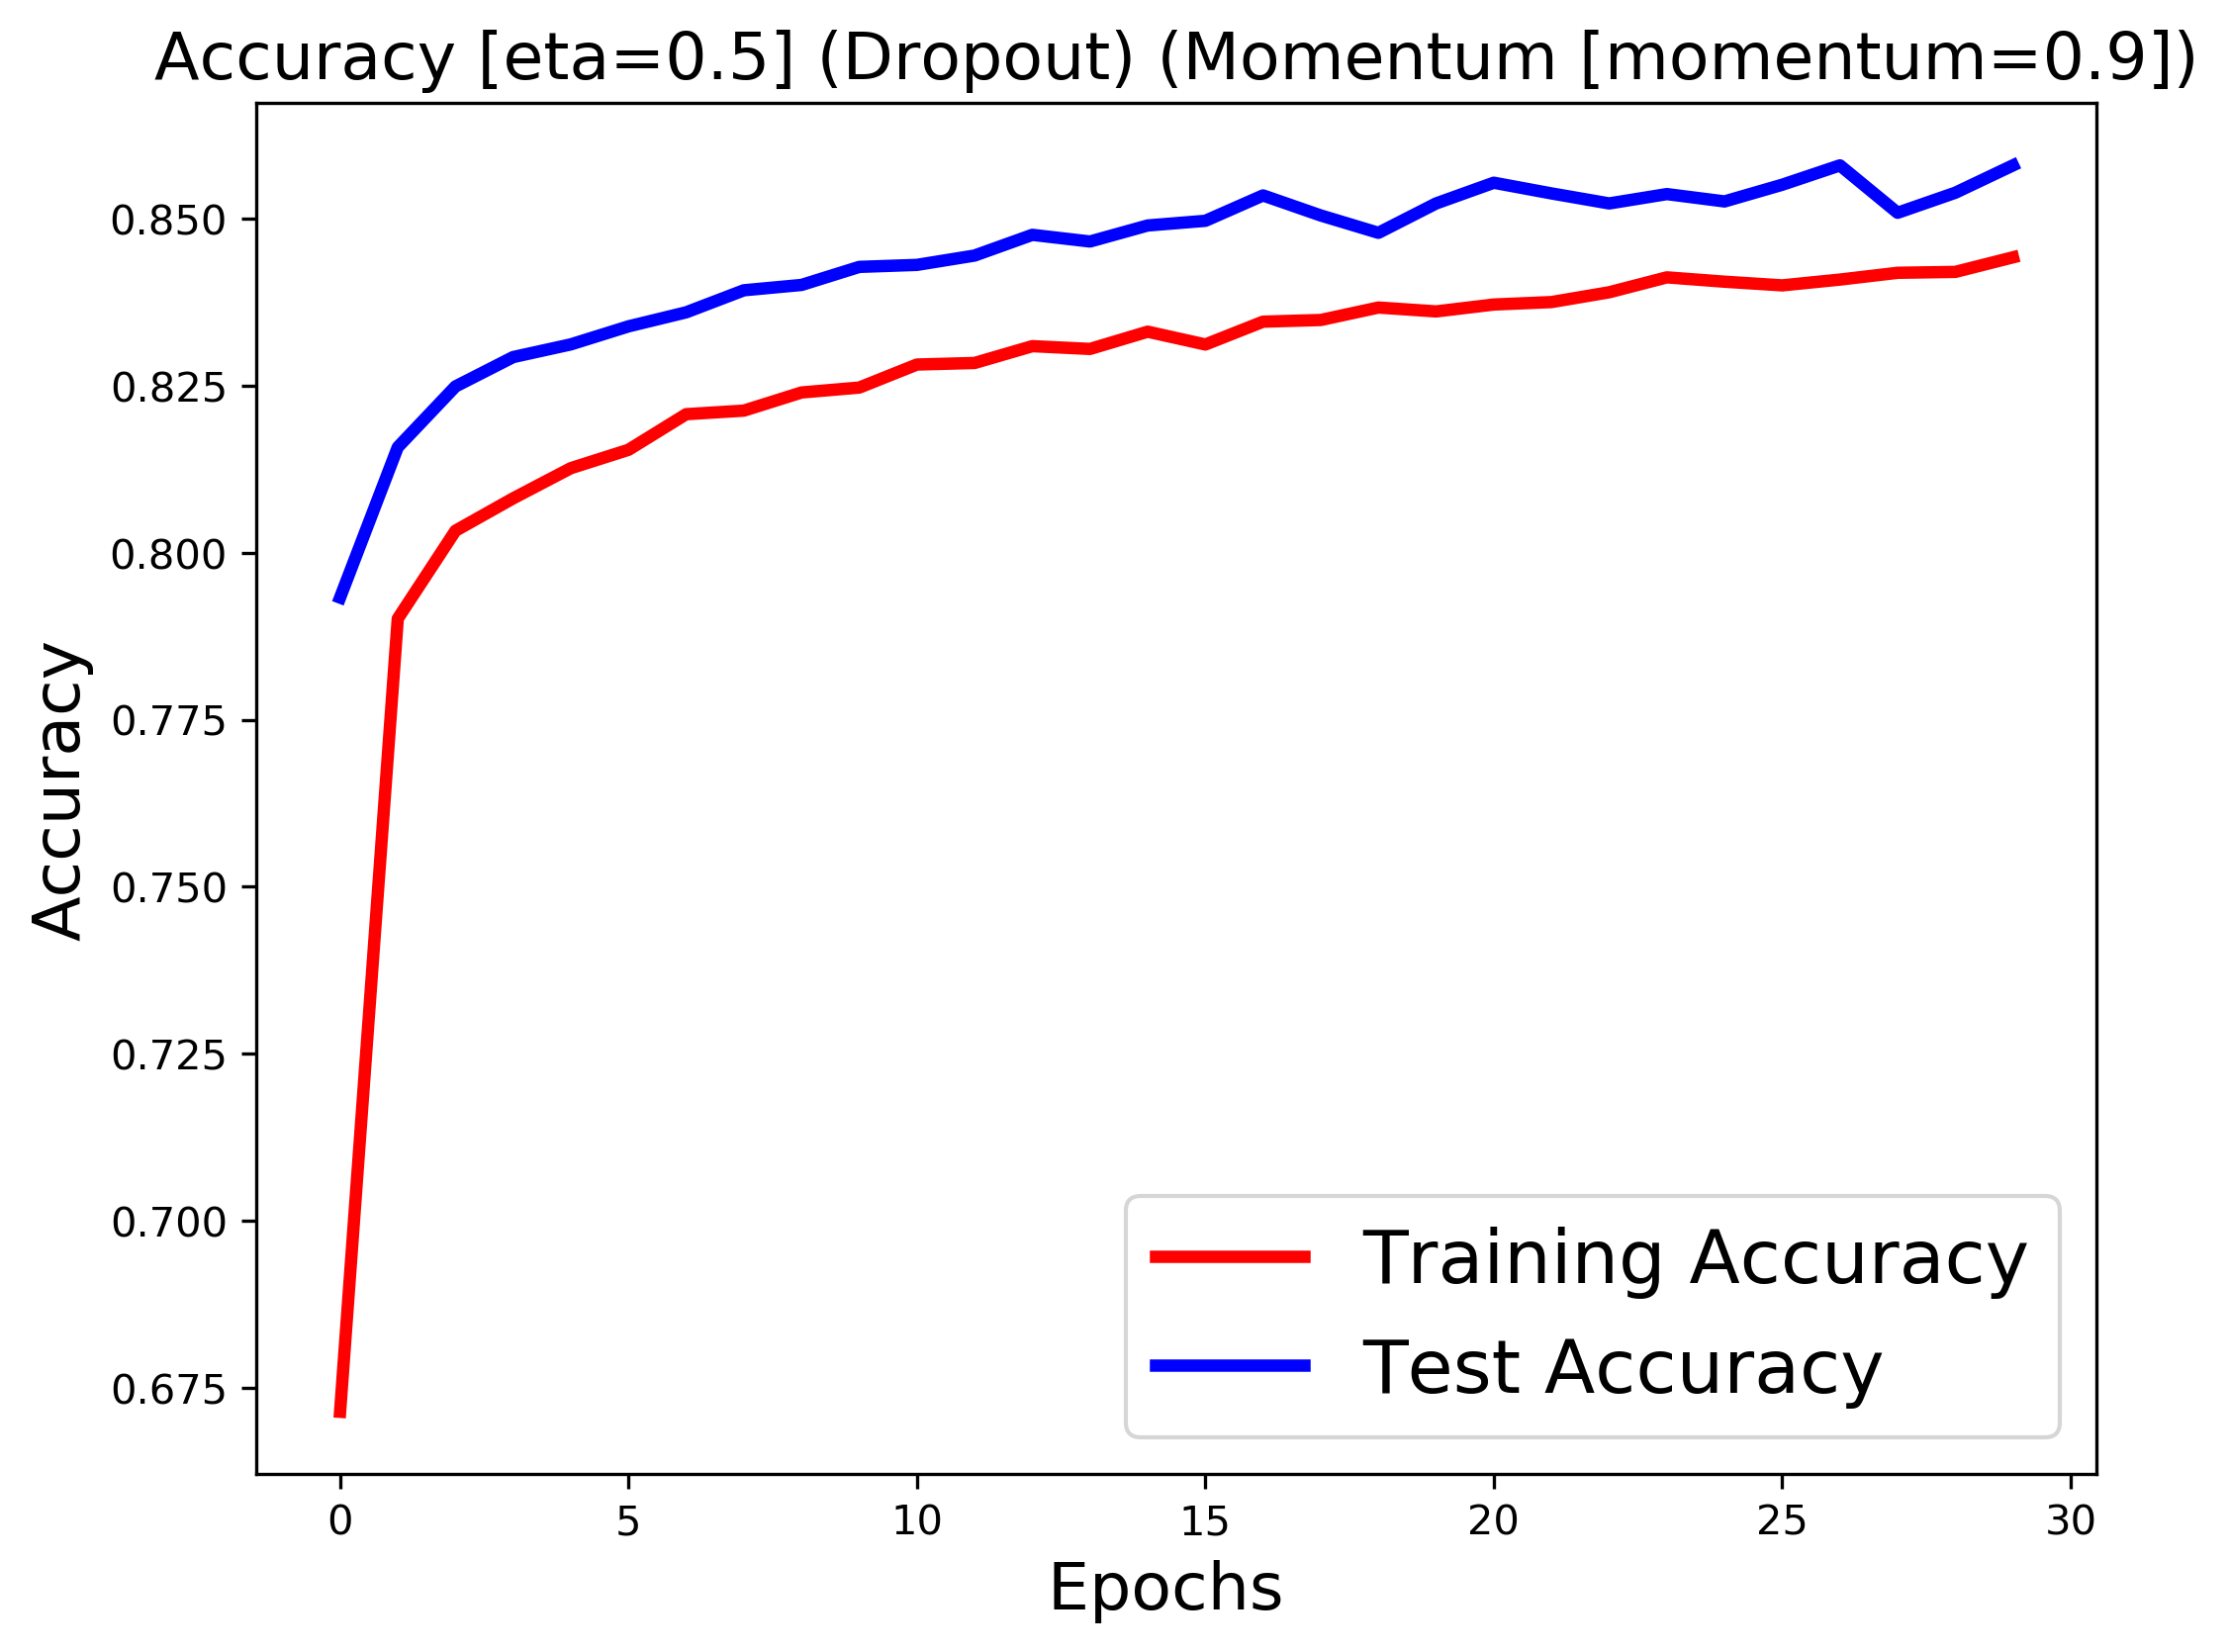 Accuracy [eta=0.5] (Dropout) (Momentum [momentum=0.9])
Accuracy
0.850
0.825
0.800
0.775
0.750
0.725
0.700
0.675
Training Accuracy
Test Accuracy
0 5 10 15 20 25 30
Epochs